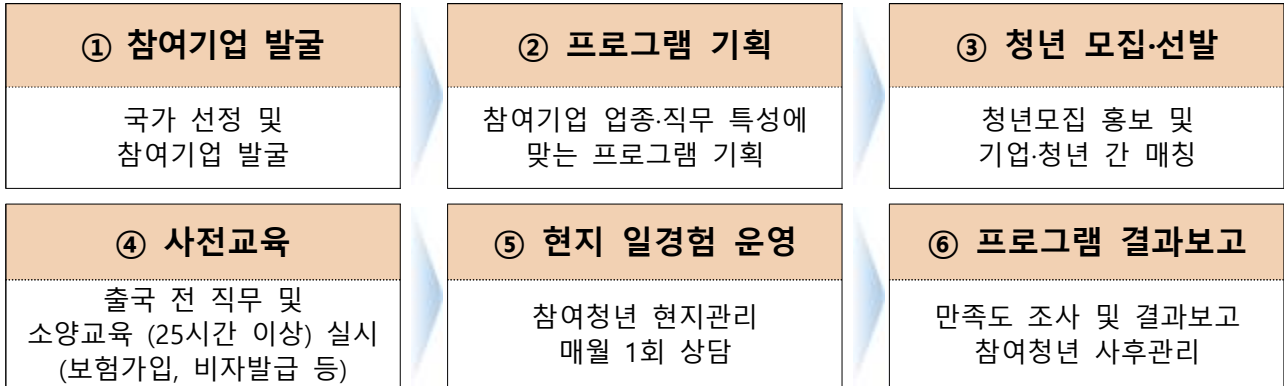 ① 참여기업 발굴
국가 선정 및
참여기업 발굴
② 프로그램 기획
참여기업 업종·직무 특성에
맞는 프로그램 기획
③ 청년 모집·선발
청년모집 홍보 및
기업·청년 간 매칭
④ 사전교육
출국 전 직무 및
소양교육 (25시간 이상) 실시
(보험가입, 비자발급 등)
⑤ 현지 일경험 운영
참여청년 현지관리
매월 1회 상담
⑥ 프로그램 결과보고
만족도 조사 및 결과보고
참여청년 사후관리